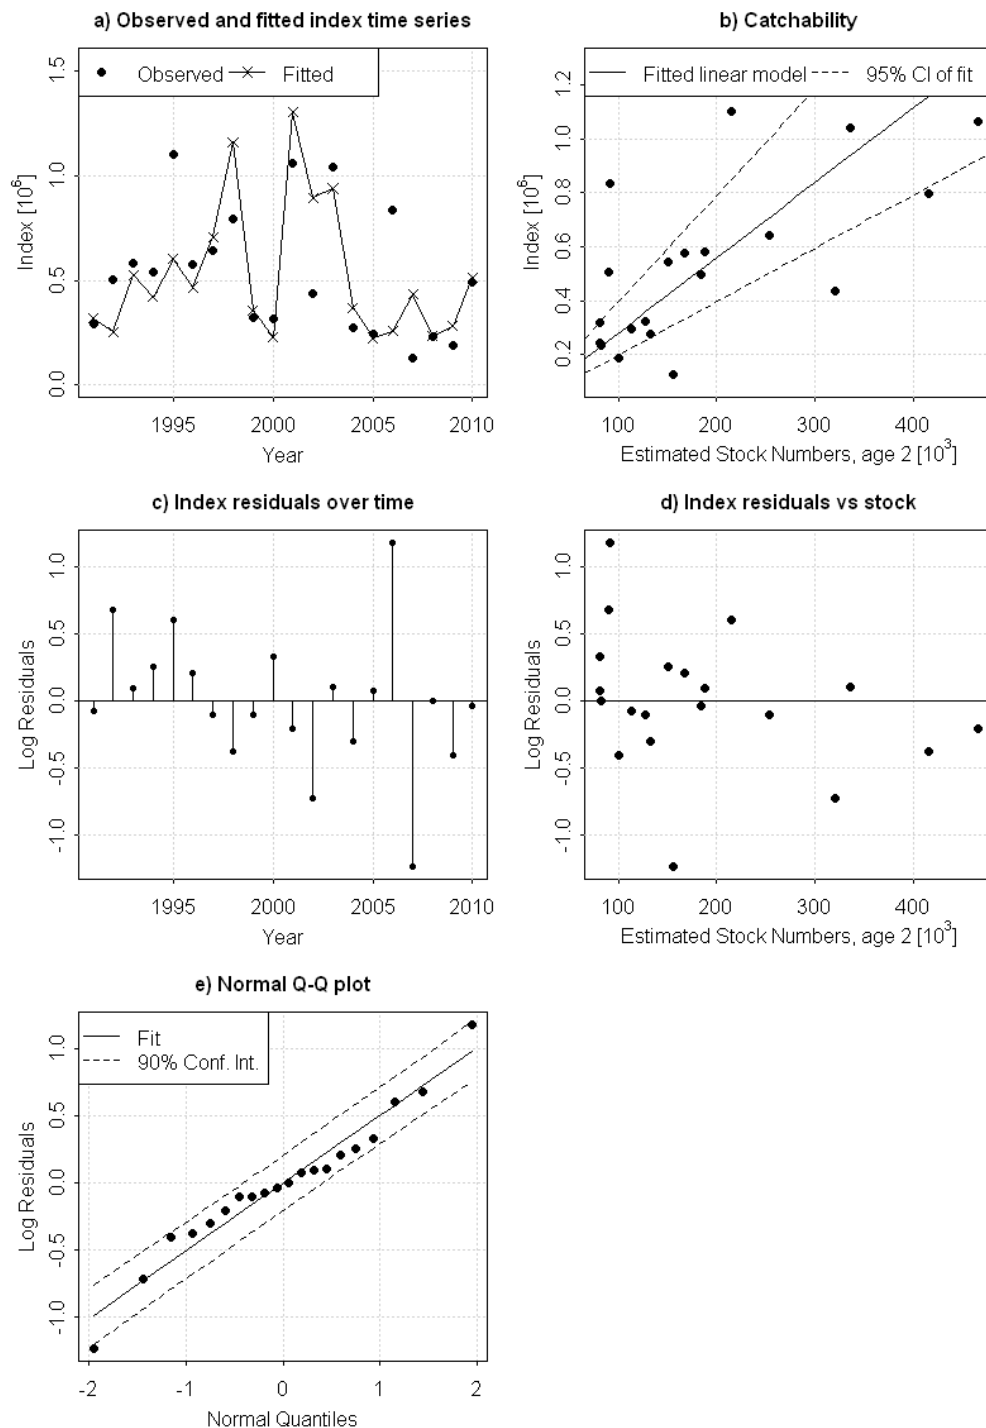 a) Observed and fitted index time series
Observed Fitted
1.5
1.0
0.5
0.0
Index [10^6]
1995 2000 2005 2010
Year
b) Catchability
Fitted linear model 95% CI of fit
1.2
1.0
0.8
0.6
0.4
0.2
Index [10^6]
100 200 300 400
Estimated Stock Numbers, age 2 [10^3]
c) Index residuals over time
1.0
0.5
0.0
-0.5
-1.0
Log Residuals
1995 2000 2005 2010
Year
d) Index residuals vs stock
1.0
0.5
0.0
-0.5
-1.0
Log Residuals
100 200 300 400
Estimated Stock Numbers, age 2 [10^3]
e) Normal Q-Q plot
Fit
90% Conf. Int.
1.0
0.5
0.0
-0.5
-1.0
Log Residuals
-2 -1 0 1 2
Normal Quantiles